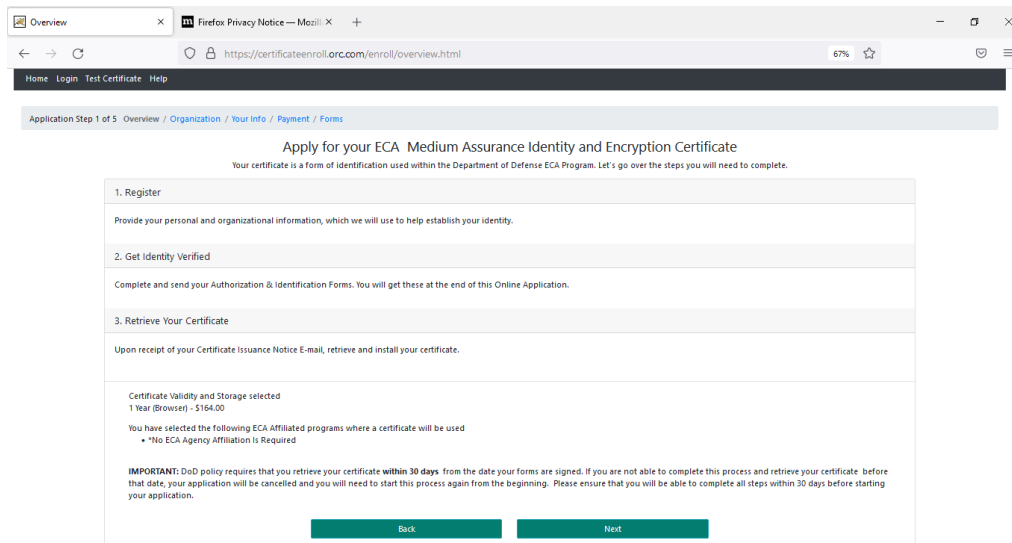 Overview
Firefox Privacy Notice — Mozill
https://certificateenroll.orc.com/enroll/overview.html
67%
Home Login Test Certificate Help
Application Step 1 of 5 Overview / Organization / Your Info / Payment / Forms
Apply for your ECA Medium Assurance Identity and Encryption Certificate
Your certificate is a form of identification used within the Department of Defense ECA Program. Let's go over the steps you will need to complete.
1. Register
Provide your personal and organizational information, which we will use to help establish your identity.
2. Get Identity Verified
Complete and send your Authorization & Identification Forms. You will get these at the end of this Online Application.
3. Retrieve Your Certificate
Upon receipt of your Certificate Issuance Notice E-mail, retrieve and install your certificate.
Certificate Validity and Storage selected
1 Year (Browser) - $164.00
You have selected the following ECA Affiliated programs where a certificate will be used
• *No ECA Agency Affiliation Is Required
IMPORTANT: DoD policy requires that you retrieve your certificate within 30 days from the date your forms are signed. If you are not able to complete this process and retrieve your certificate before
that date, your application will be cancelled and you will need to start this process again from the beginning. Please ensure that you will be able to complete all steps within 30 days before starting
your application.
Back
Next